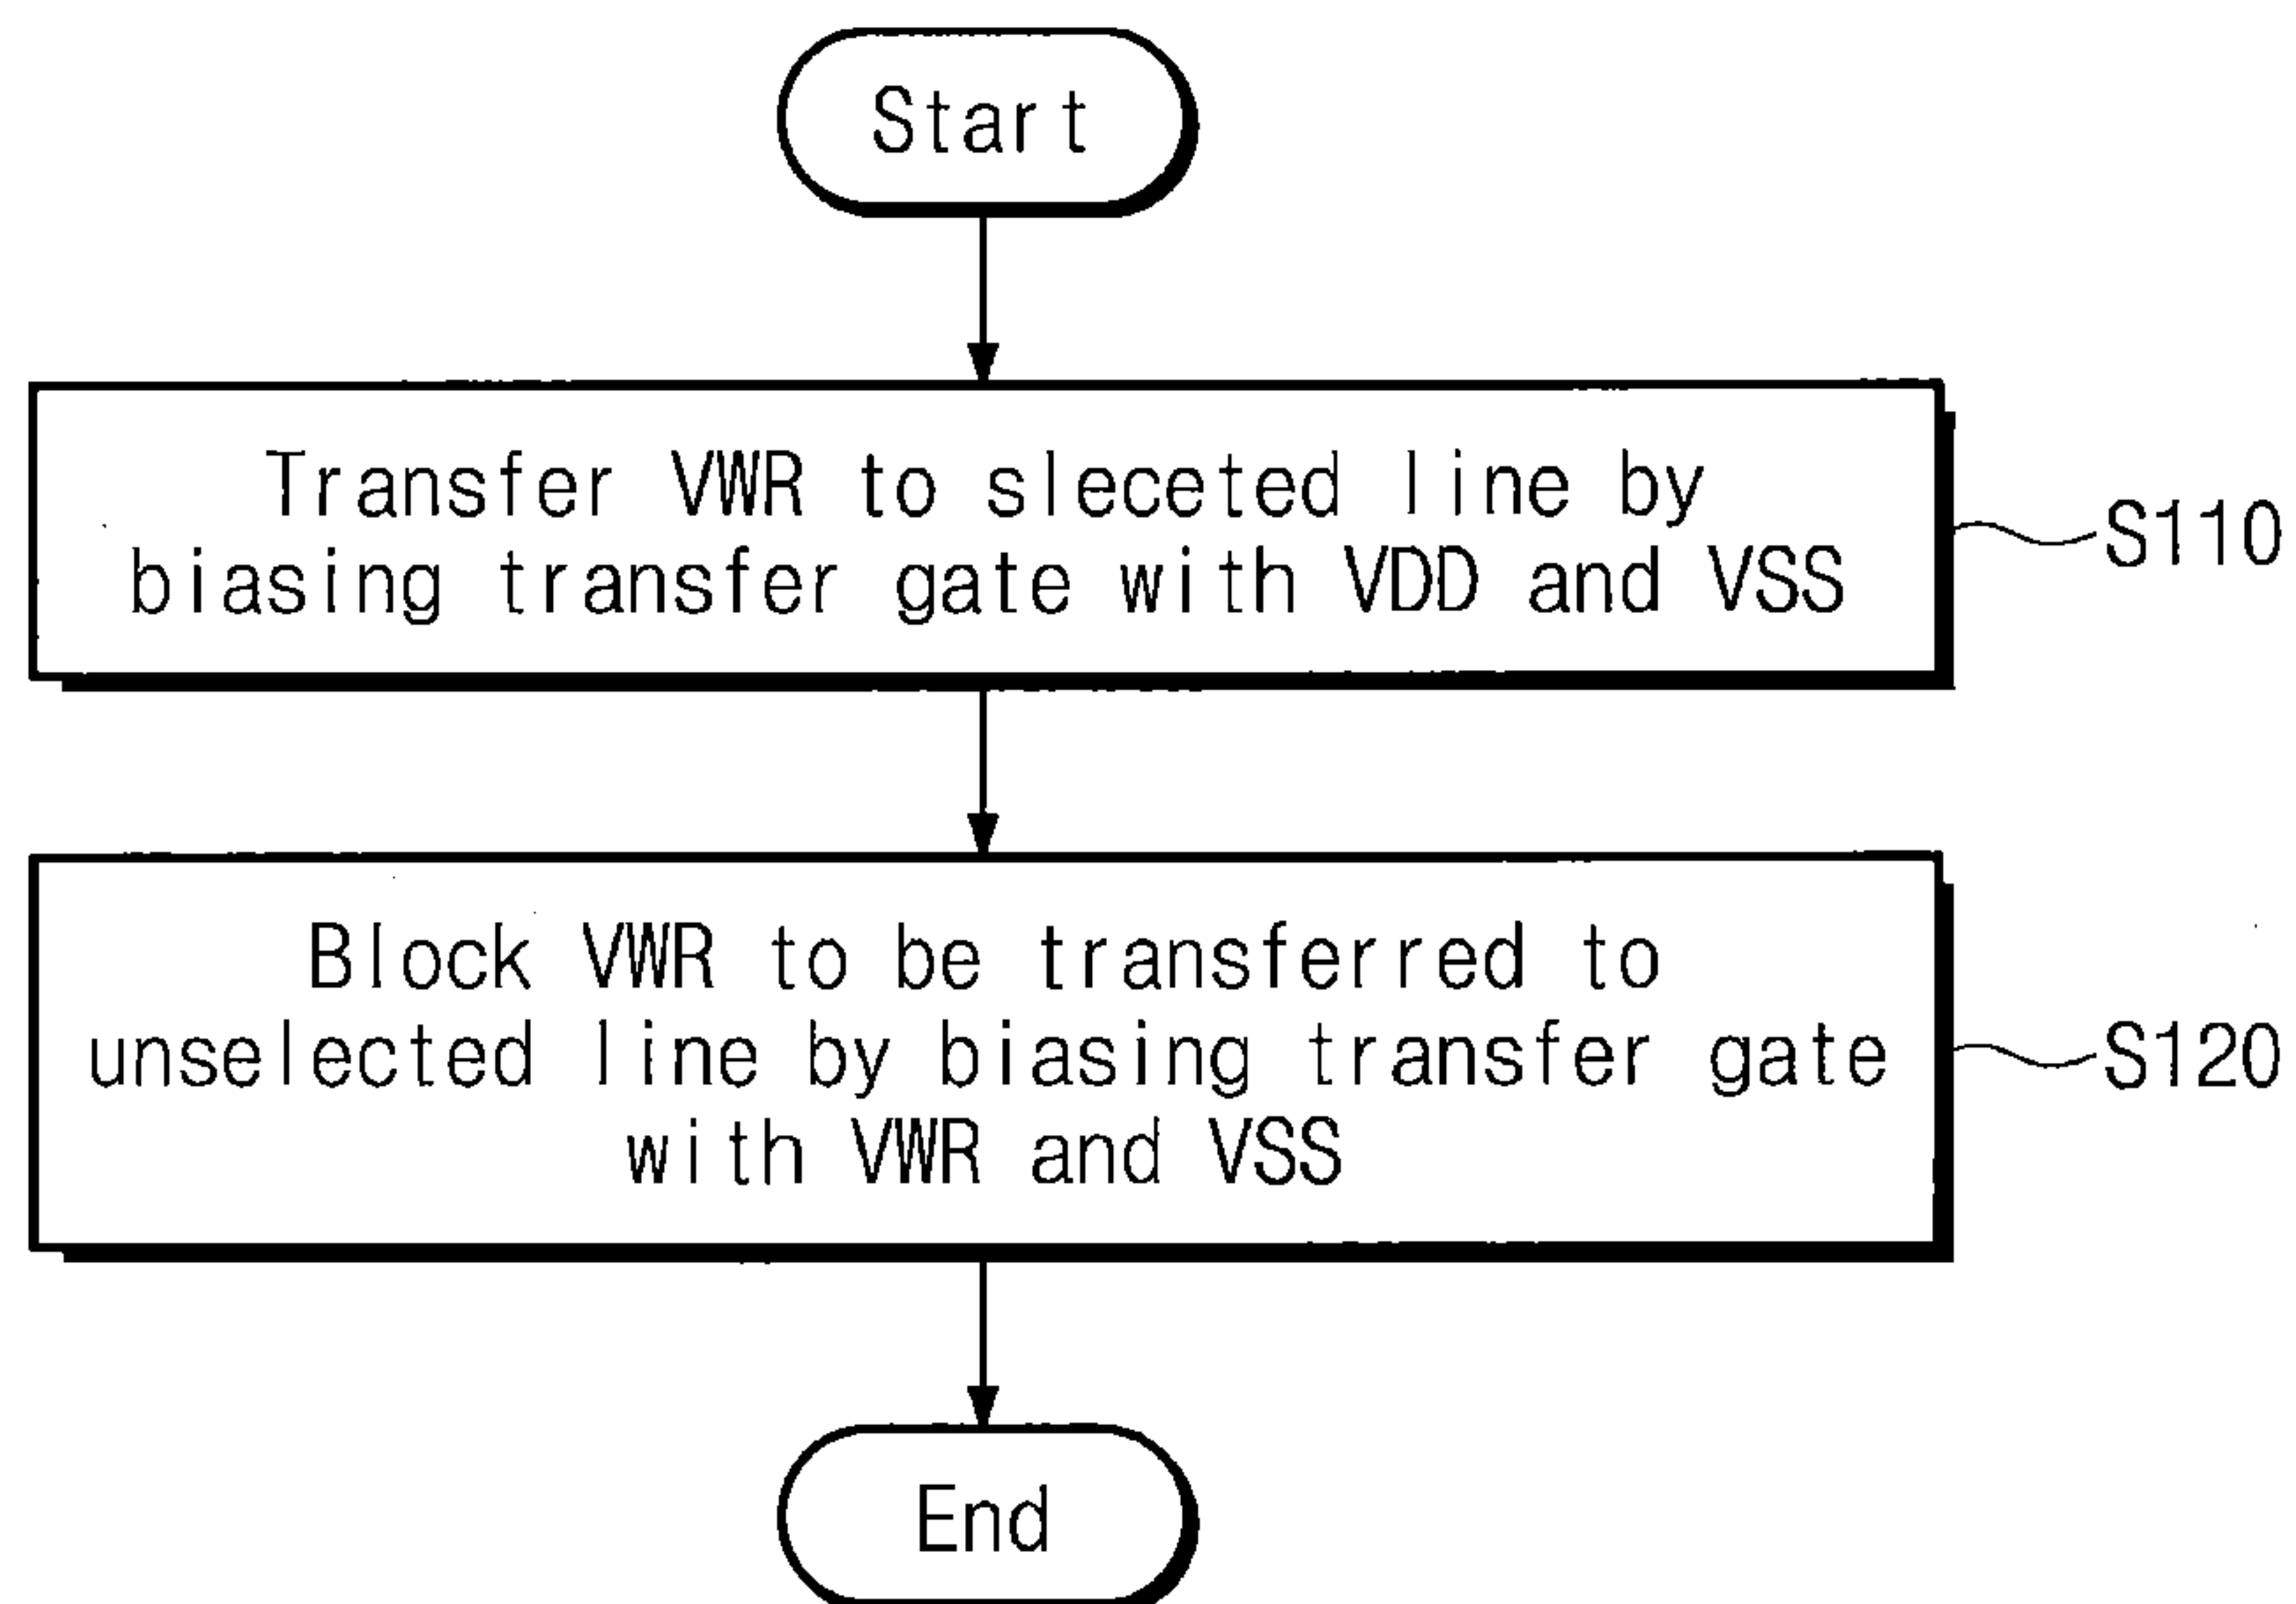 Start
Transfer VWR to sleceted line by
biasing transfer gate with VDD and VSS
S110
Block VWR to be transferred to
unselected line by biasing transfer gate
with VWR and VSS
S120
End